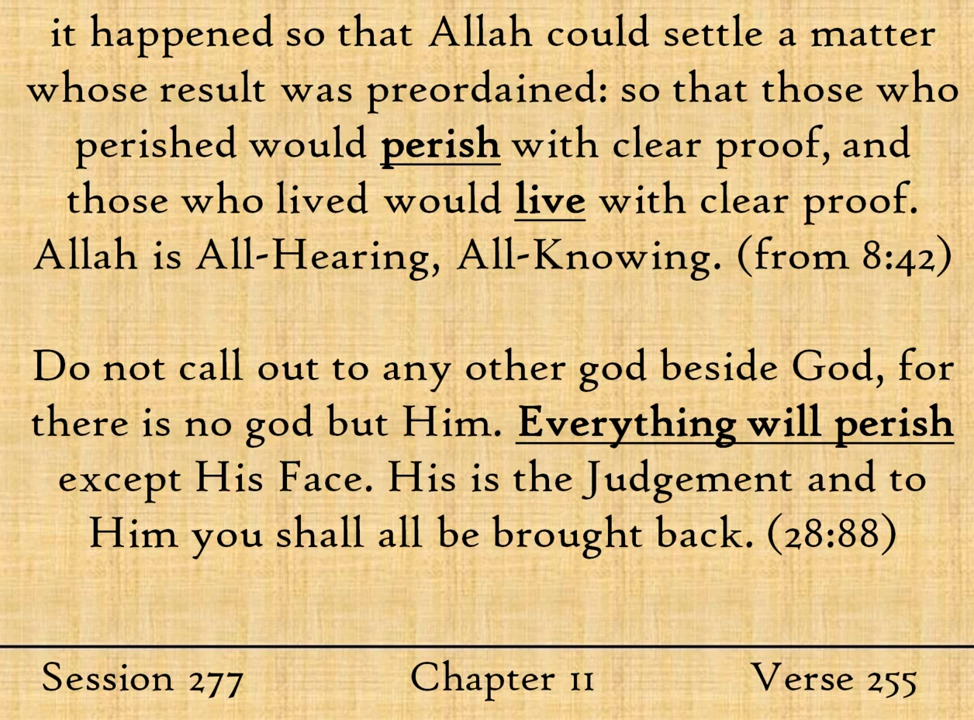 it happened so that Allah could settle a matter
whose result was preordained: so that those who
perished would perish with clear proof, and
those who lived would live with clear proof.
Allah is All-Hearing, All-Knowing. (from 8:42)
Do not call out to any other god beside God, for
there is no god but Him. Everything will perish
except His Face. His is the Judgement and to
Him you shall all be brought back. (28:88)
Session 277 Chapter 11 Verse 255